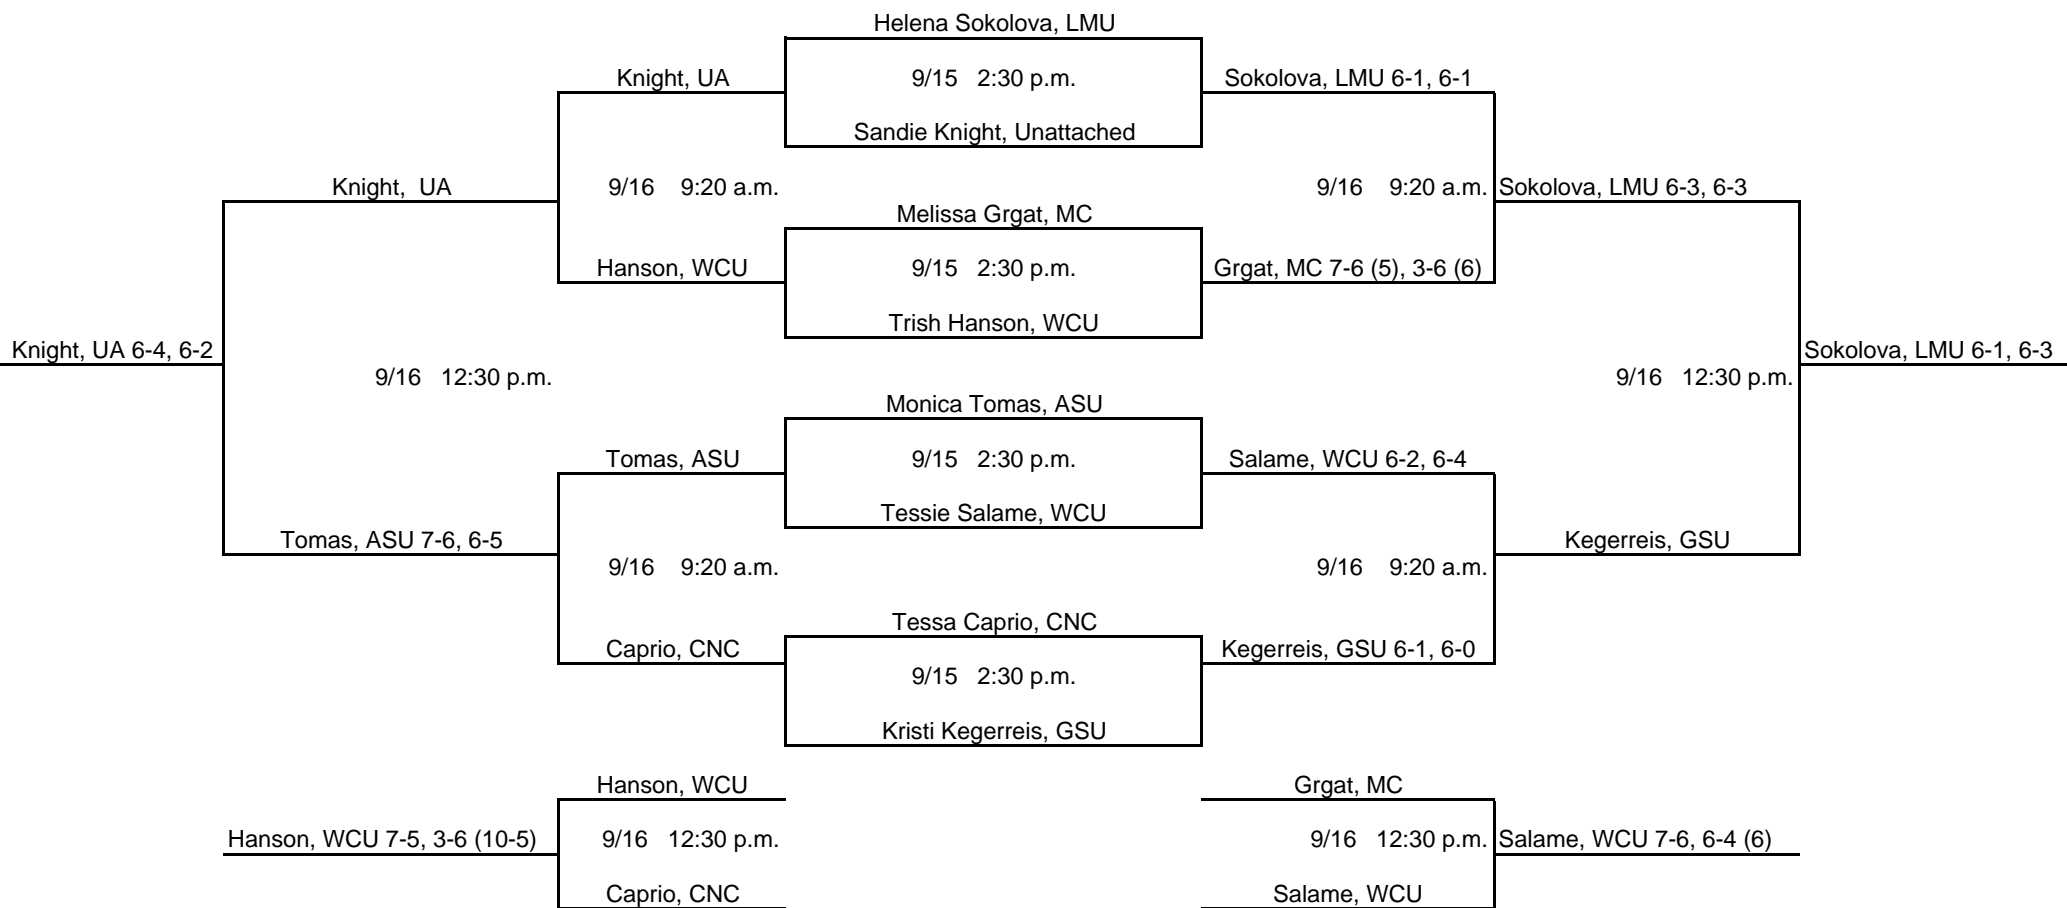 Helena Sokolova, LMU
Knight, UA
9/15 2:30 p.m.
Sokolova, LMU 6-1, 6-1
Sandie Knight, Unattached
Knight, UA
9/16 9:20 a.m.
9/16 9:20 a.m.
Sokolova, LMU 6-3, 6-3
Melissa Grgat, MC
Hanson, WCU
9/15 2:30 p.m.
Grgat, MC 7-6 (5), 3-6 (6)
Trish Hanson, WCU
Knight, UA 6-4, 6-2
Sokolova, LMU 6-1, 6-3
9/16 12:30 p.m.
9/16 12:30 p.m.
Monica Tomas, ASU
Tomas, ASU
9/15 2:30 p.m.
Salame, WCU 6-2, 6-4
Tessie Salame, WCU
Tomas, ASU 7-6, 6-5
Kegerreis, GSU
9/16 9:20 a.m.
9/16 9:20 a.m.
Tessa Caprio, CNC
Caprio, CNC
Kegerreis, GSU 6-1, 6-0
9/15 2:30 p.m.
Kristi Kegerreis, GSU
Hanson, WCU
Grgat, MC
Hanson, WCU 7-5, 3-6 (10-5)
9/16 12:30 p.m.
9/16 12:30 p.m.
Salame, WCU 7-6, 6-4 (6)
Caprio, CNC
Salame, WCU